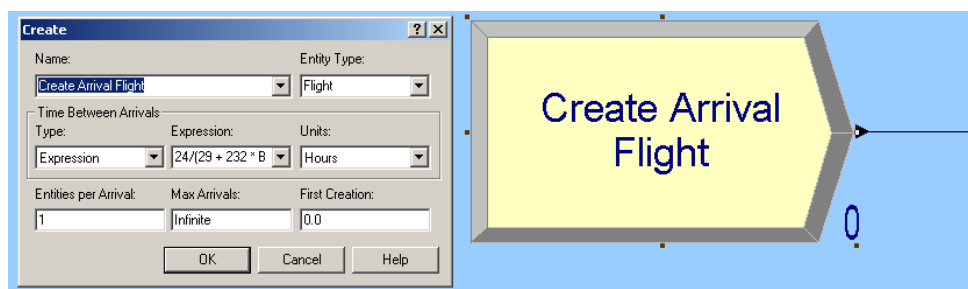 Create
? X
Name:
Entity Type:
Create Arrival Flight
Flight
Time Between Arrivals
Type:
Expression:
Units:
Expression
24/(29 + 232 * B
Hours
Entities per Arrival:
Max Arrivals:
First Creation:
1
Infinite
0.0
OK
Cancel
Help
Create Arrival
Flight
0